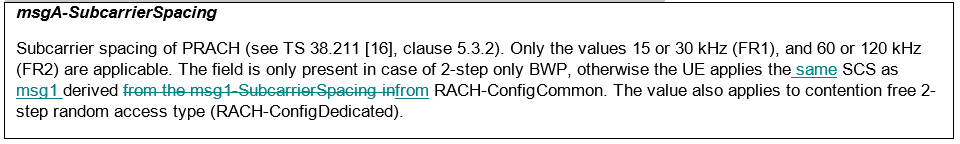 msgA-SubcarrierSpacing
Subcarrier spacing of PRACH (see TS 38.211 [16], clause 5.3.2). Only the values 15 or 30 kHz (FR1), and 60 or 120 kHz
(FR2) are applicable. The field is only present in case of 2-step only BWP, otherwise the UE applies the same SCS as
msg1 derived from the msg1-SubcarrierSpacing infrom RACH-ConfigCommon. The value also applies to contention free 2-
step random access type (RACH-ConfigDedicated).